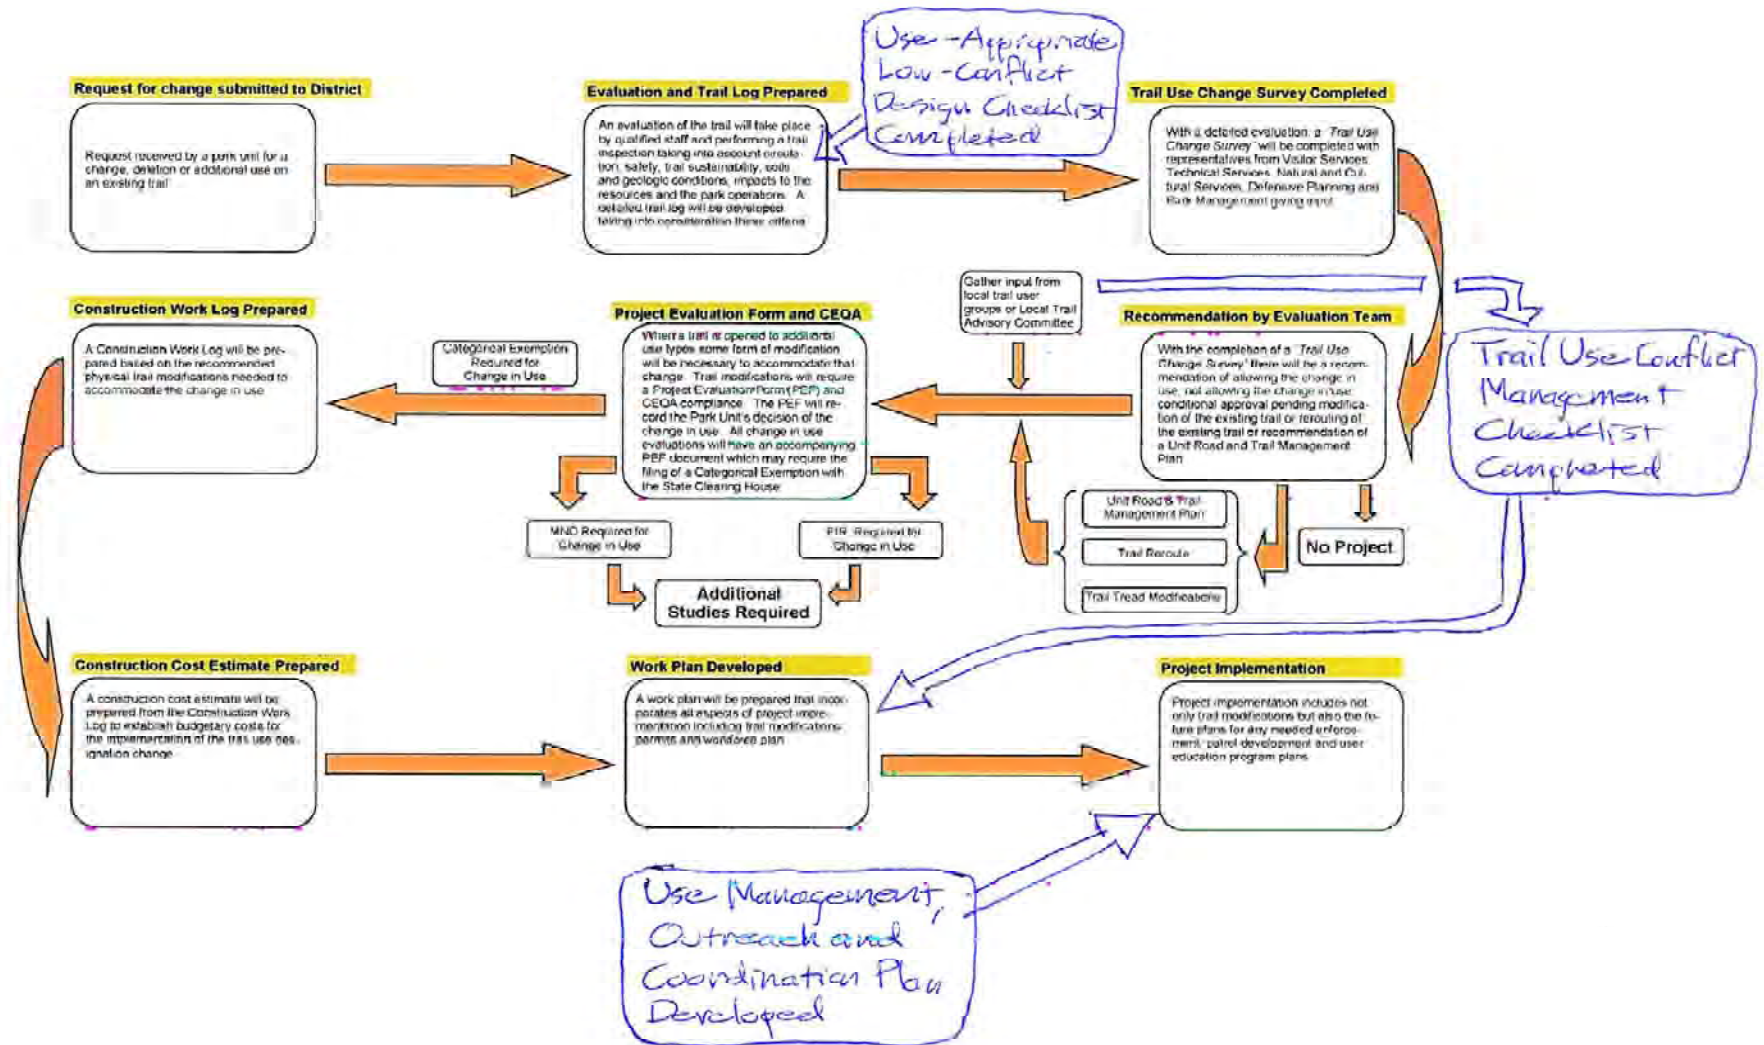 Use-Appropriate
Low-Conflict
Design Checklist
Completed
Request for change submitted to District
Request received by a park unit for a
change, deletion or additional use on
an existing trail
Evaluation and Trail Log Prepared
An evaluation of the trail will take place
by qualified staff and performing a trail
inspection taking into account circula-
tion, safety, trail sustainability, soils
and geologic conditions, impacts to the
resources and the park operations. A
detailed trail log will be developed
taking into consideration these criteria
Trail Use Change Survey Completed
With a detailed evaluation, a "Trail Use
Change Survey" will be completed with
representatives from Visitor Services,
Technical Services, Natural and Cul-
tural Services, Defensive Planning and
Park Management giving input
Gather input from
local trail user
groups or Local Trail
Advisory Committee
Recommendation by Evaluation Team
With the completion of a "Trail Use
Change Survey" there will be a recom-
mendation of allowing the change in
use, not allowing the change in use,
conditional approval pending modifica-
tion of the existing trail or rerouting of
the existing trail or recommendation of
a Unit Road and Trail Management
Plan
Trail Use Conflict
Management
Checklist
Completed
Unit Road & Trail
Management Plan
Trail Reroute
Trail Tread Modifications
No Project
Project Evaluation Form and CEQA
When a trail is opened to additional
use types some form of modification
will be necessary to accommodate that
change. Trail modifications will require
a Project Evaluation Form (PEF) and
CEQA compliance. The PEF will re-
cord the Park Unit's decision of the
change in use. All change in use
evaluations will have an accompanying
PEF document which may require the
filing of a Categorical Exemption with
the State Clearing House
Categorical Exemption
Required for
Change in Use
MND Required for
Change in Use
EIR Required for
Change in Use
Additional
Studies Required
Construction Work Log Prepared
A Construction Work Log will be pre-
pared based on the recommended
physical trail modifications needed to
accommodate the change in use
Construction Cost Estimate Prepared
A construction cost estimate will be
prepared from the Construction Work
Log to establish budgetary costs for
the implementation of the trail use des-
ignation change
Work Plan Developed
A work plan will be prepared that incor-
porates all aspects of project imple-
mentation including trail modifications
permits and workforce plan
Project Implementation
Project implementation includes not
only trail modifications but also the fu-
ture plans for any needed enforce-
ment, patrol development and user
education program plans
Use Management,
Outreach and
Coordination Plan
Developed